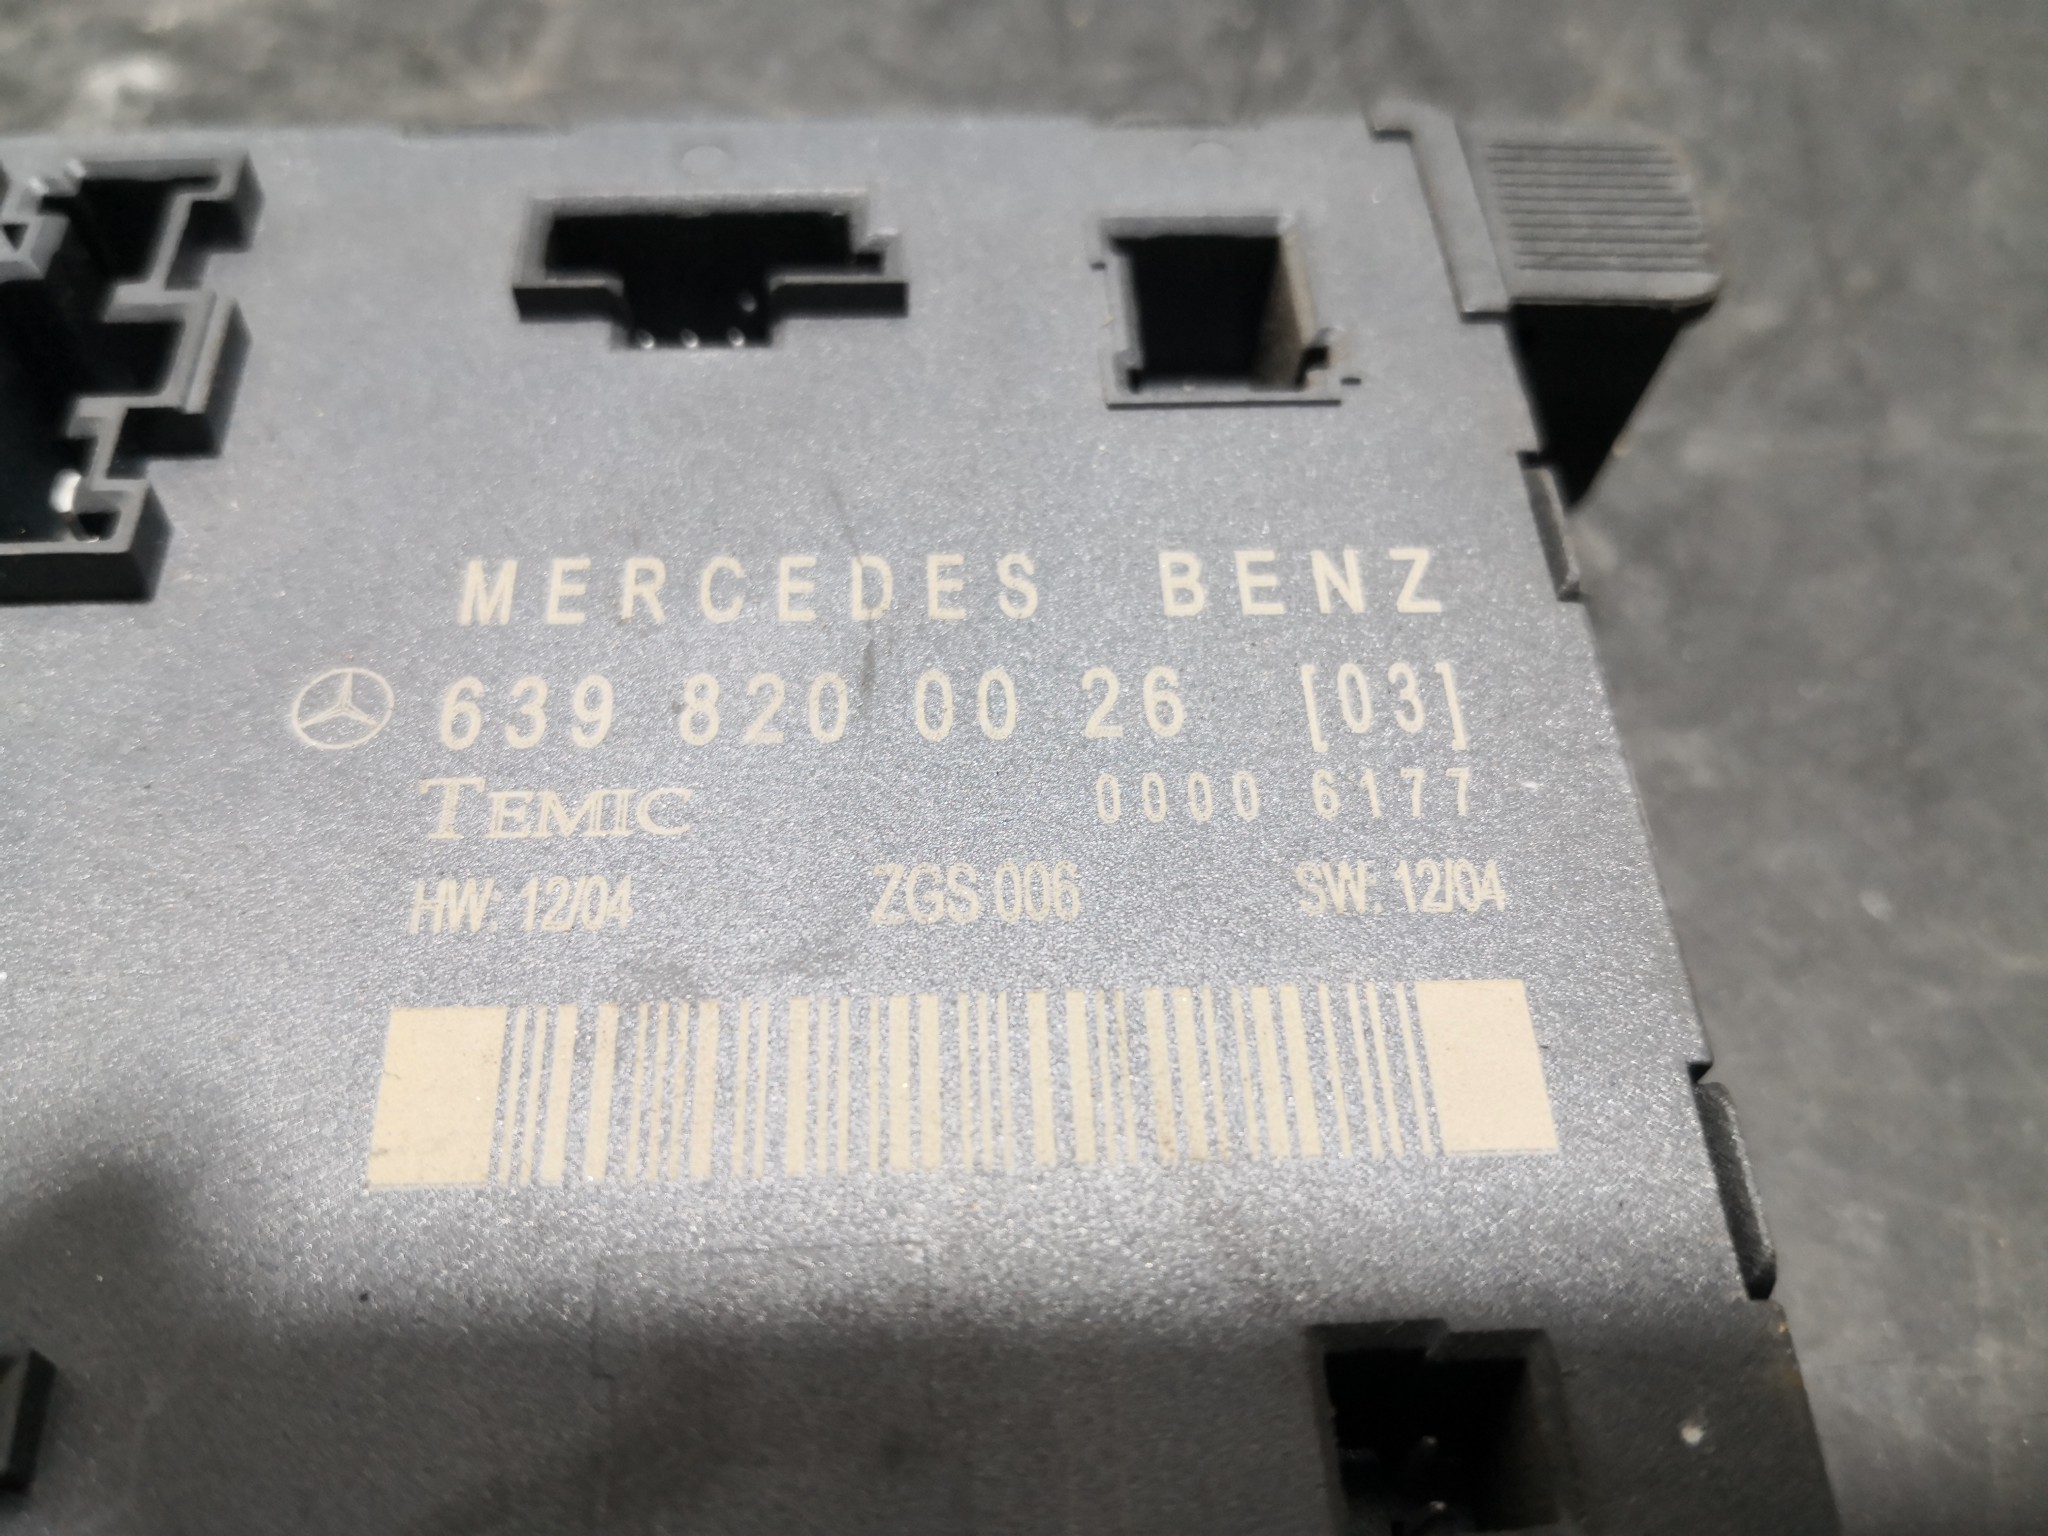 MERCEDES BENZ
639 820 00 26 [03]
TEMIC 0000 6177
HW: 12/04 ZGS 006 SW: 12/04